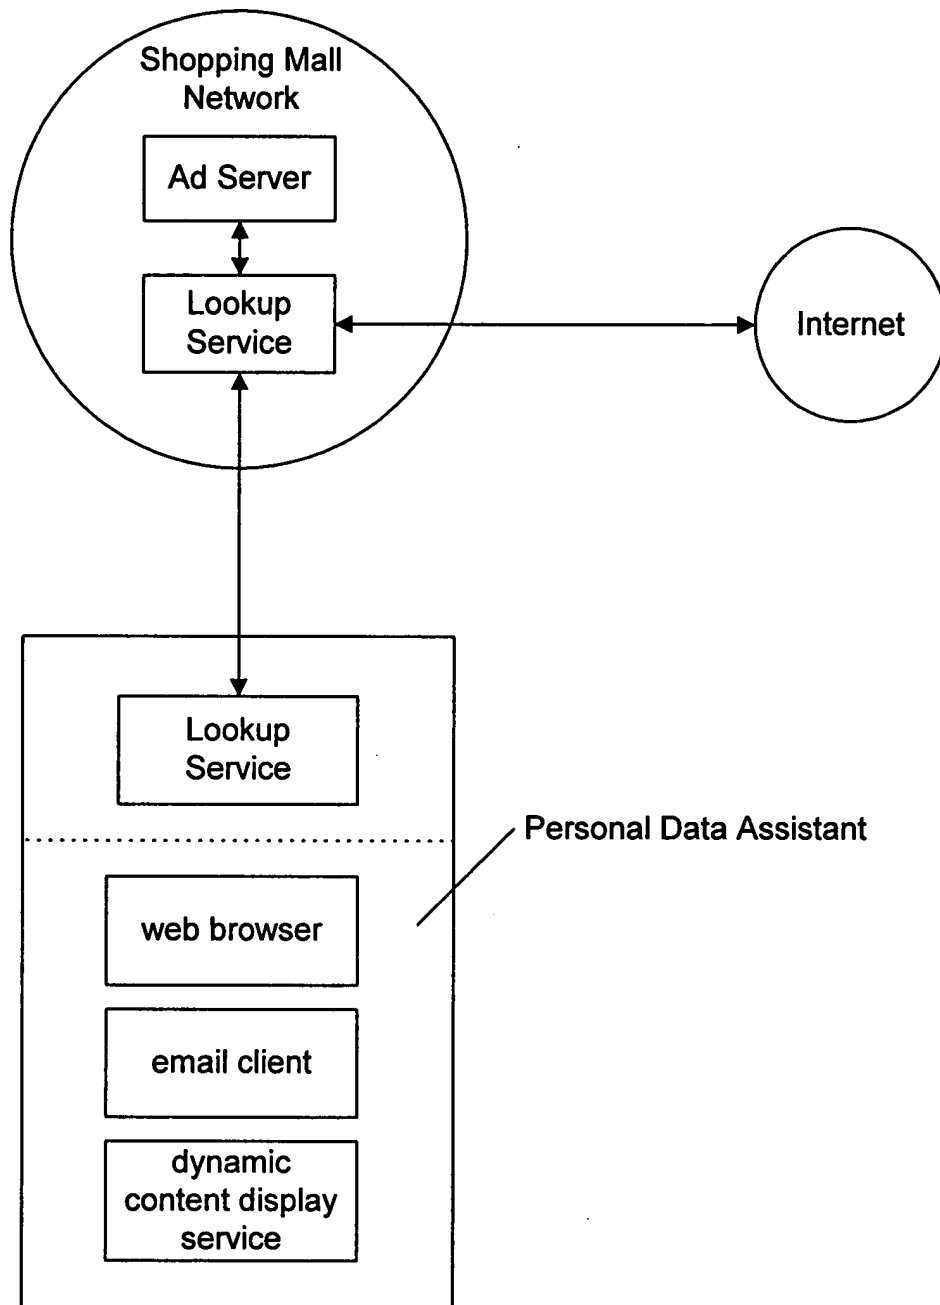 Shopping Mall
Network
Ad Server
Lookup
Service
Internet
Lookup
Service
Personal Data Assistant
web browser
email client
dynamic
content display
service